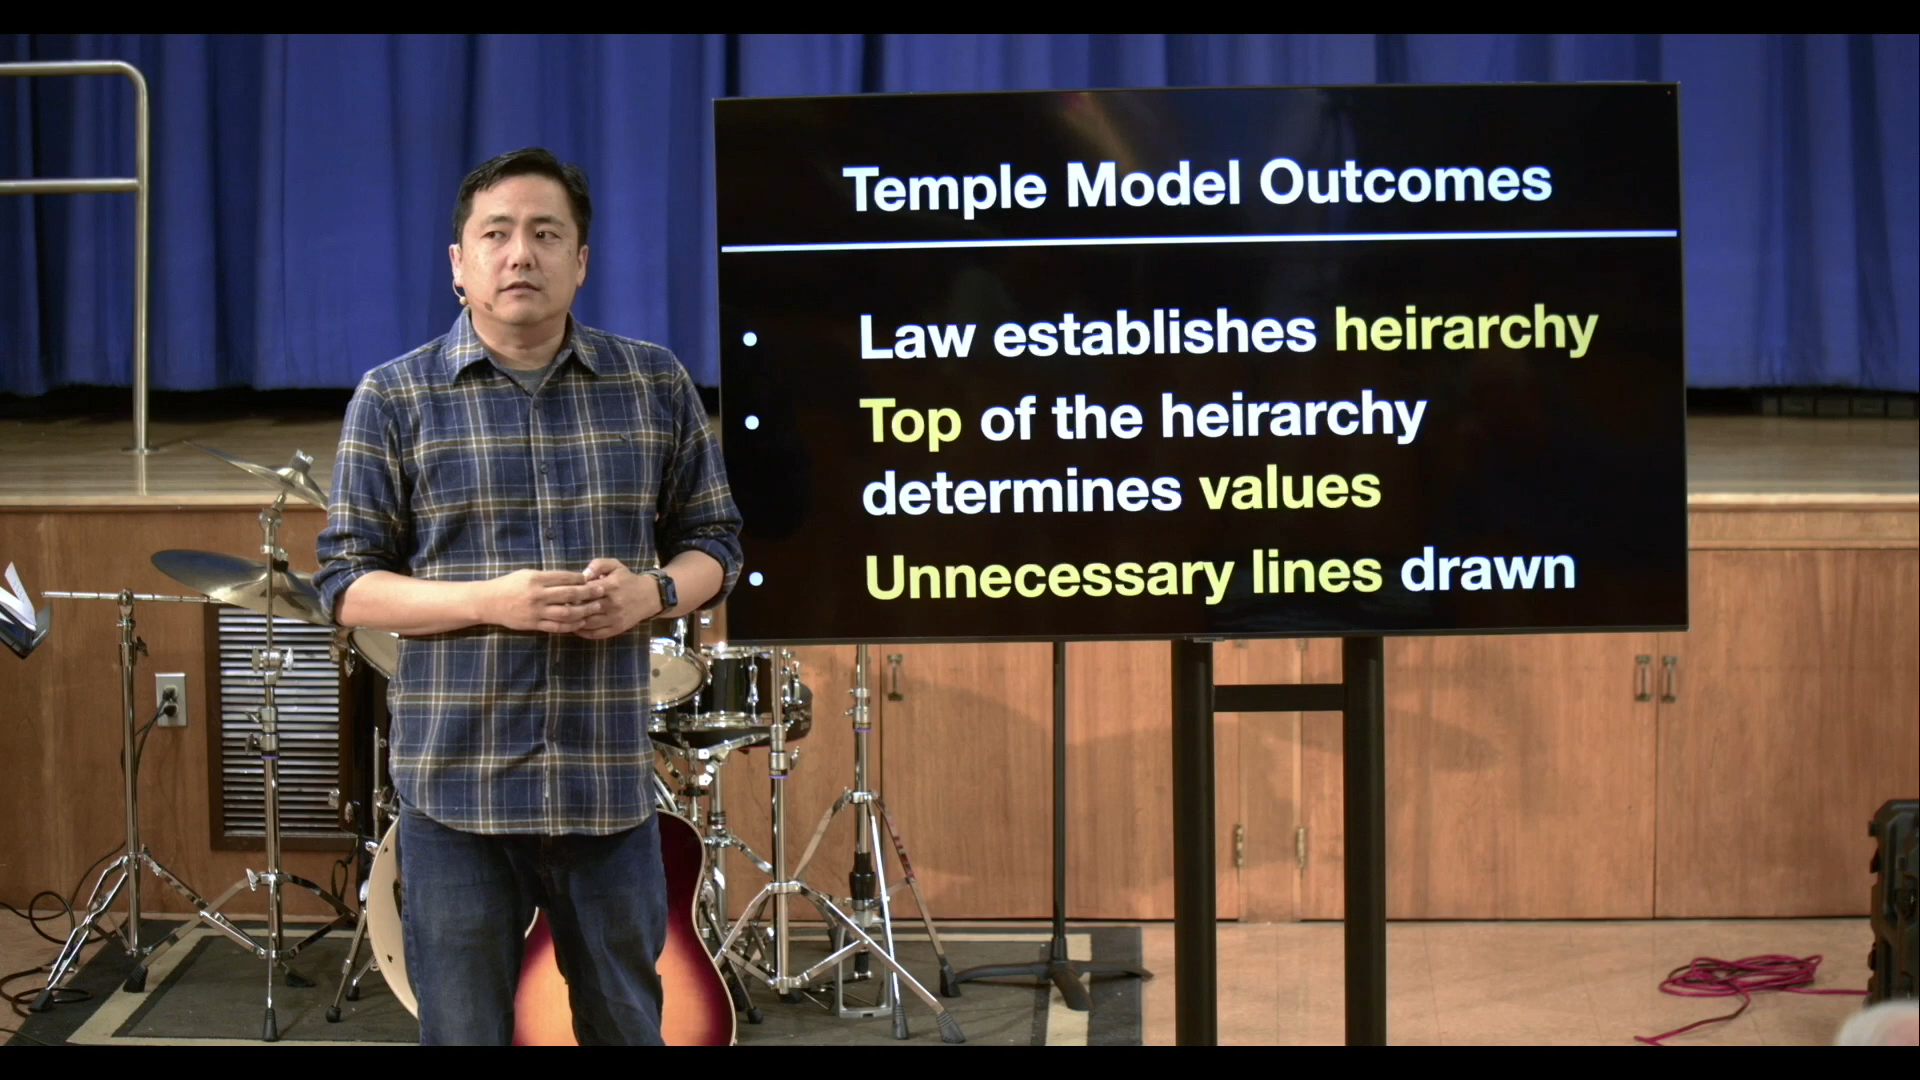 Temple Model Outcomes
• Law establishes heirarchy
• Top of the heirarchy
determines values
• Unnecessary lines drawn